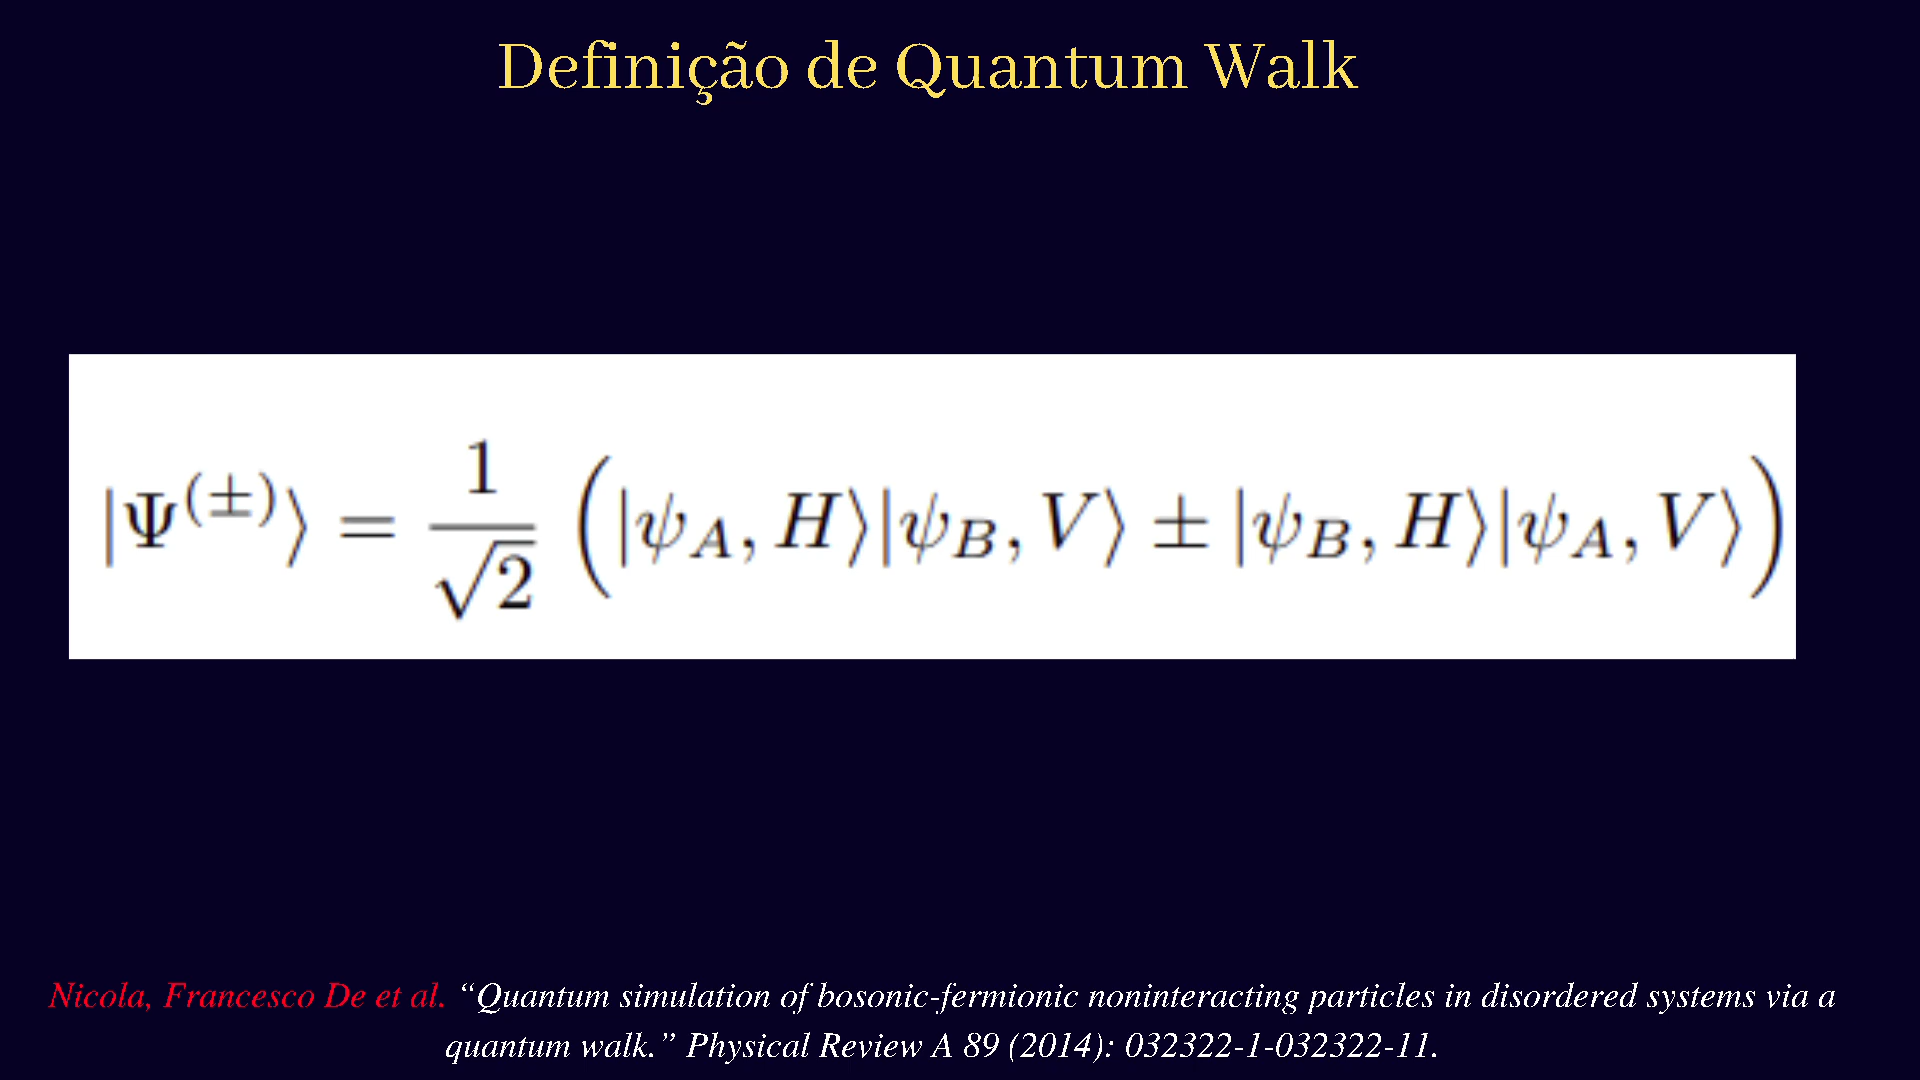 Definição de Quantum Walk
|Ψ^(±)⟩ = 1/√2 (|ψ_A, H⟩|ψ_B, V⟩ ± |ψ_B, H⟩|ψ_A, V⟩)
Nicola, Francesco De et al. “Quantum simulation of bosonic-fermionic noninteracting particles in disordered systems via a
quantum walk.” Physical Review A 89 (2014): 032322-1-032322-11.